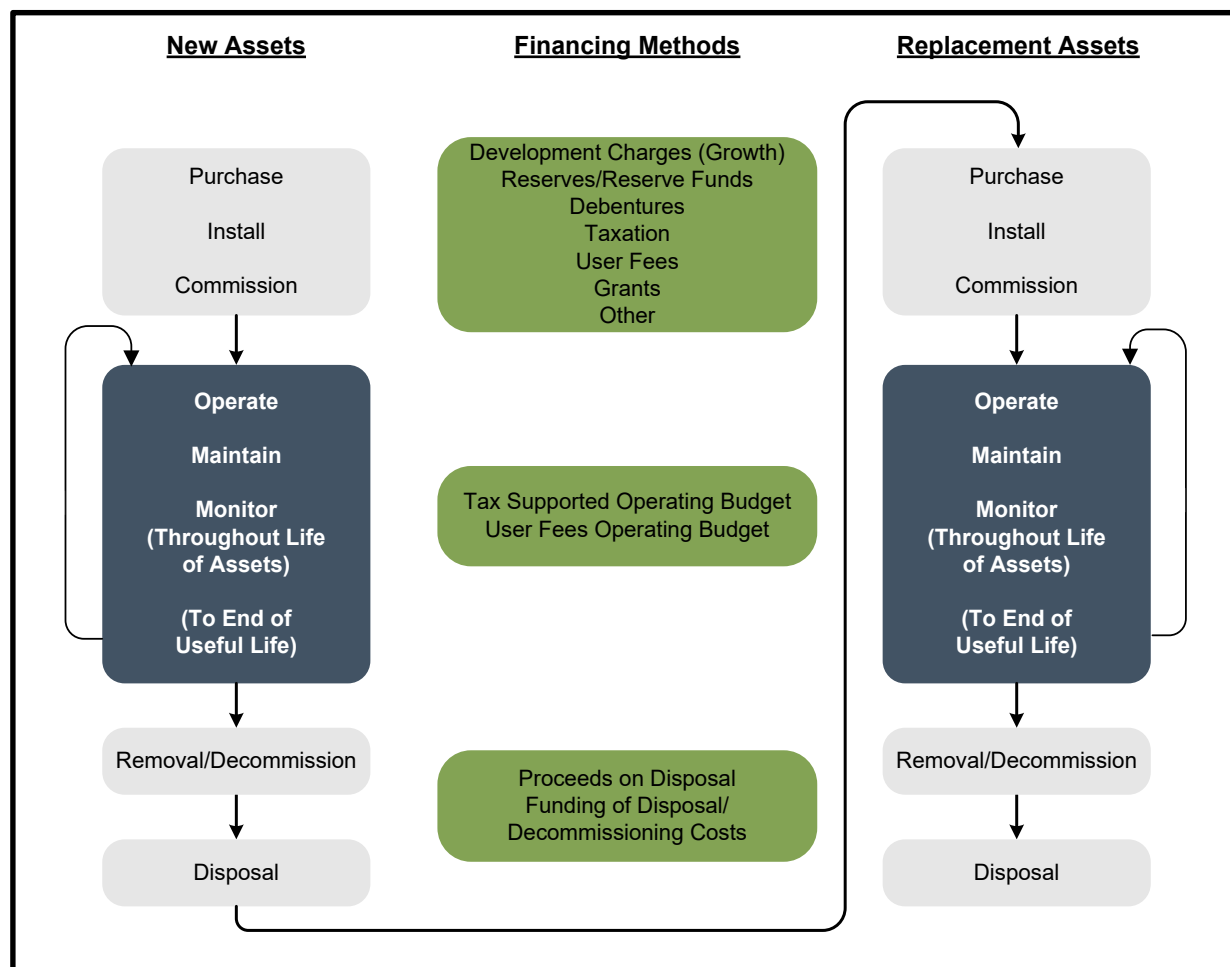 New Assets
Financing Methods
Replacement Assets
Purchase
Install
Commission
Operate
Maintain
Monitor
(Throughout Life
of Assets)
(To End of
Useful Life)
Removal/Decommission
Disposal
Development Charges (Growth)
Reserves/Reserve Funds
Debentures
Taxation
User Fees
Grants
Other
Tax Supported Operating Budget
User Fees Operating Budget
Proceeds on Disposal
Funding of Disposal/
Decommissioning Costs
Purchase
Install
Commission
Operate
Maintain
Monitor
(Throughout Life
of Assets)
(To End of
Useful Life)
Removal/Decommission
Disposal